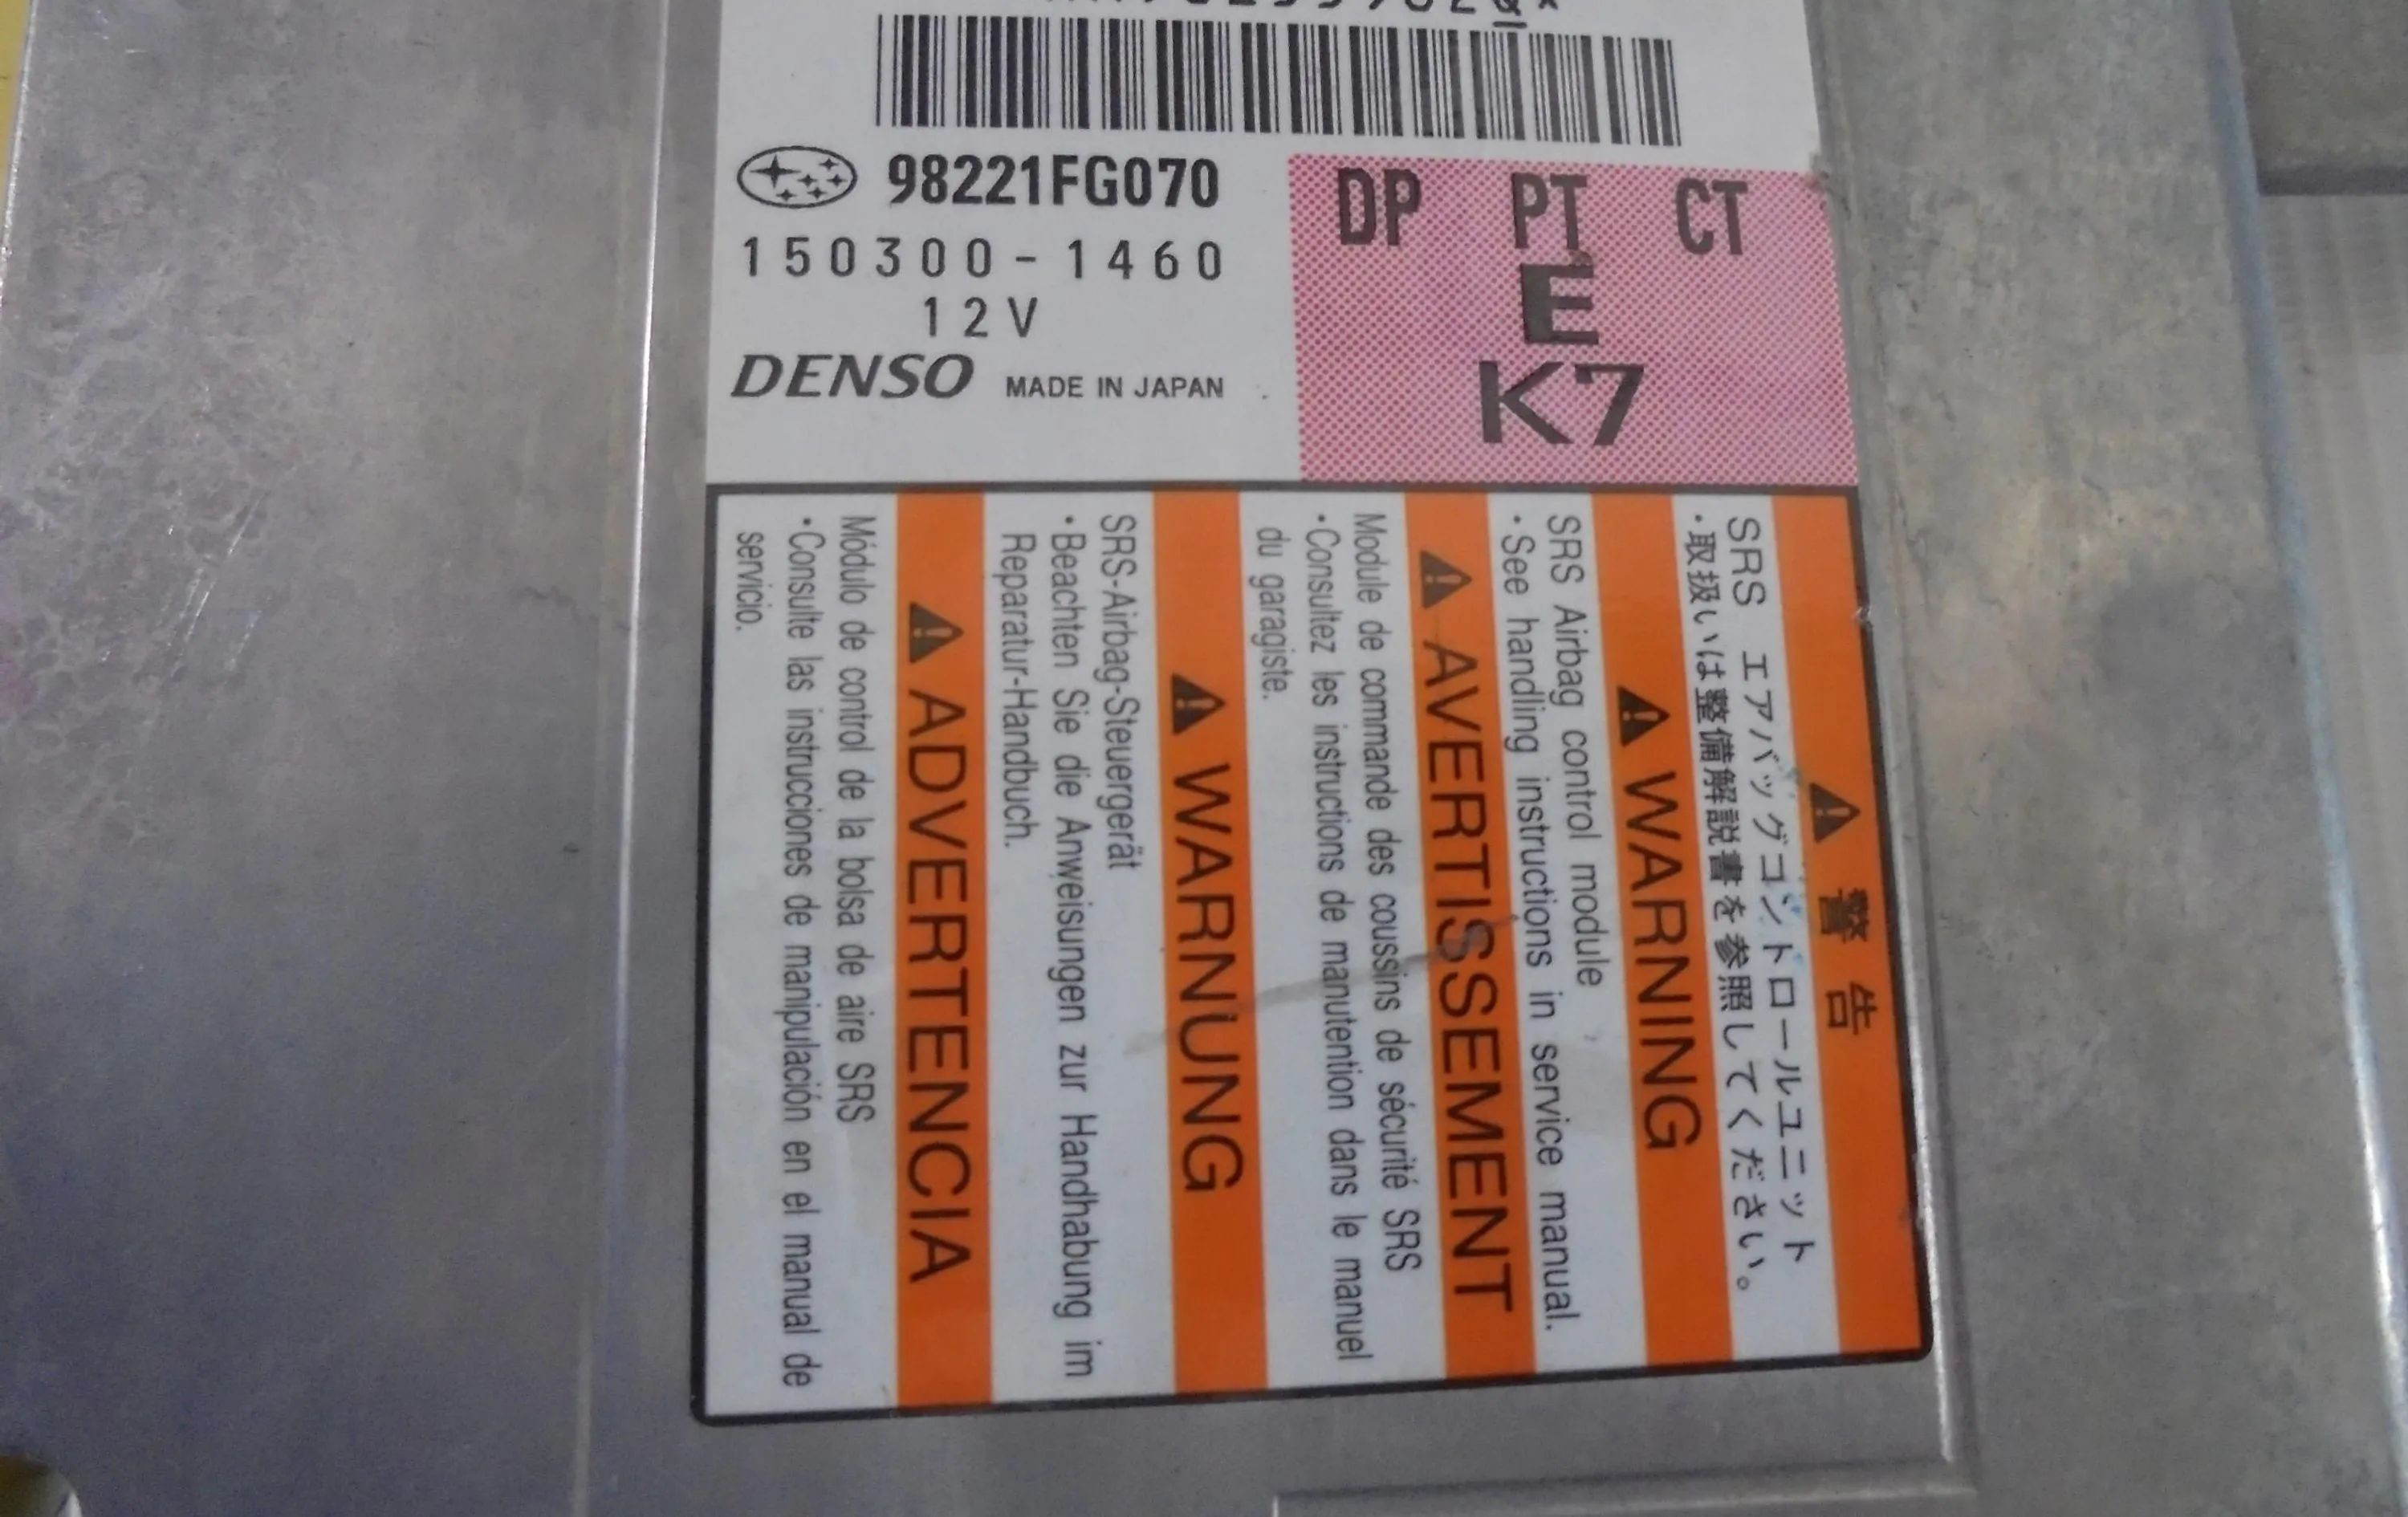 98221FG070
150300-1460
12V
DENSO MADE IN JAPAN
DP PT CT
E
K7
警告
SRS エアバッグコントロールユニット
・取扱いは整備解説書を参照してください。
WARNING
SRS Airbag control module
・See handling instructions in service manual.
AVERTISSEMENT
Module de commande des coussins de sécurité SRS
・Consultez les instructions de manutention dans le manuel
du garagiste.
WARNUNG
SRS-Airbag-Steuergerät
・Beachten Sie die Anweisungen zur Handhabung im
Reparatur-Handbuch.
ADVERTENCIA
Módulo de control de la bolsa de aire SRS
・Consulte las instrucciones de manipulación en el manual de
servicio.